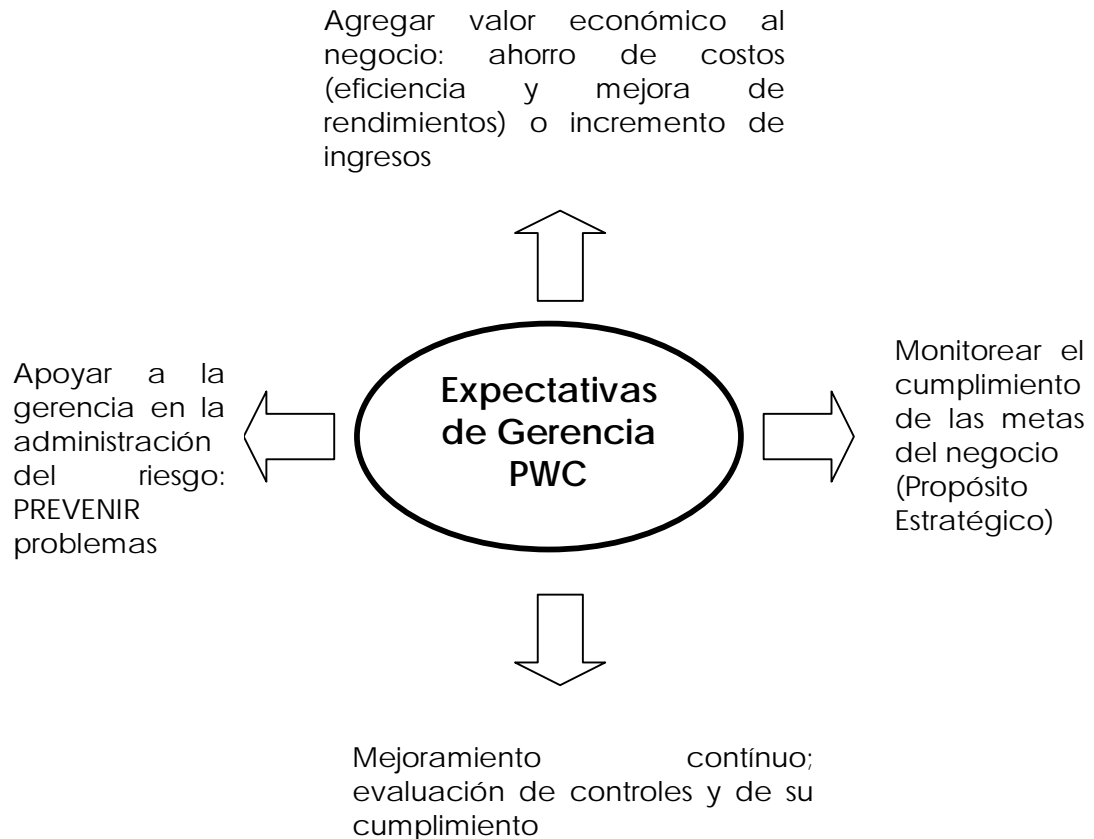 Agregar valor económico al
negocio: ahorro de costos
(eficiencia y mejora de
rendimientos) o incremento de
ingresos
Apoyar a la
gerencia en la
administración
del riesgo:
PREVENIR
problemas
Expectativas
de Gerencia
PWC
Monitorear el
cumplimiento
de las metas
del negocio
(Propósito
Estratégico)
Mejoramiento contínuo;
evaluación de controles y de su
cumplimiento